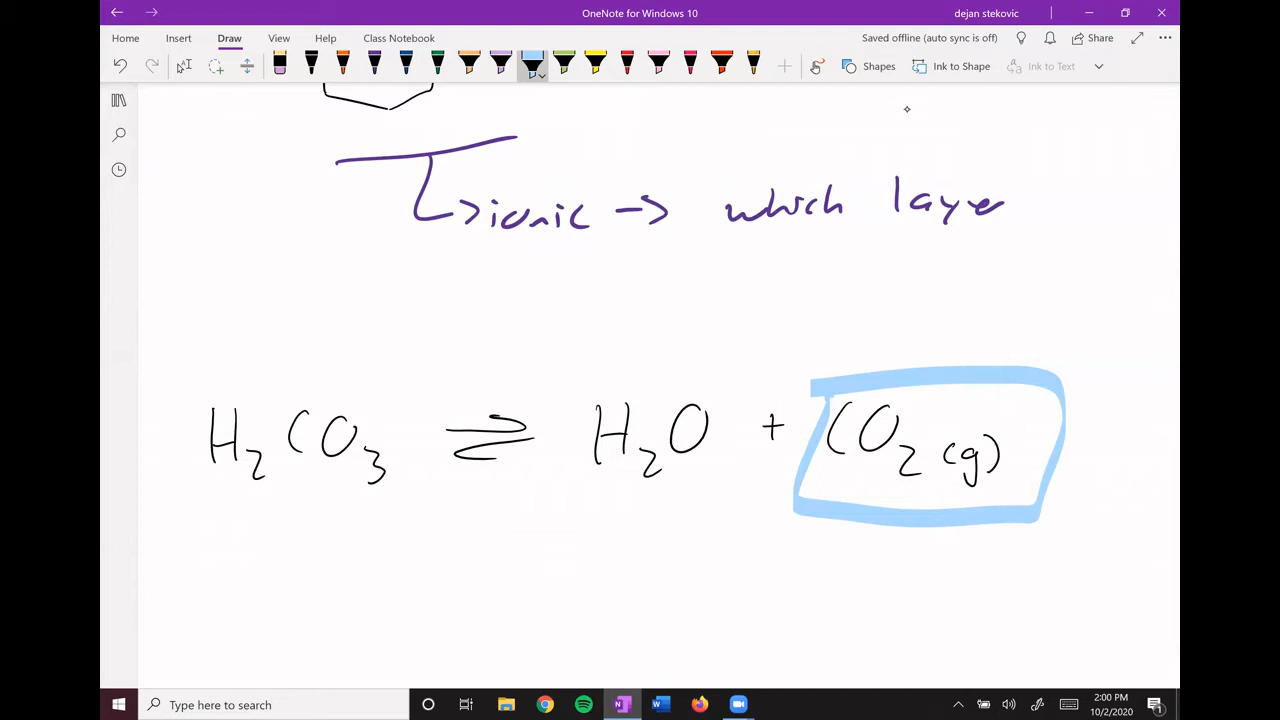 OneNote for Windows 10
dejan stekovic
Home Insert Draw View Help Class Notebook
Saved offline (auto sync is off)
Share
Shapes
Ink to Shape
Ink to Text
↳ ionic → which layer
H₂CO₃ ⇌ H₂O + CO₂ (g)
Type here to search
2:00 PM
10/2/2020